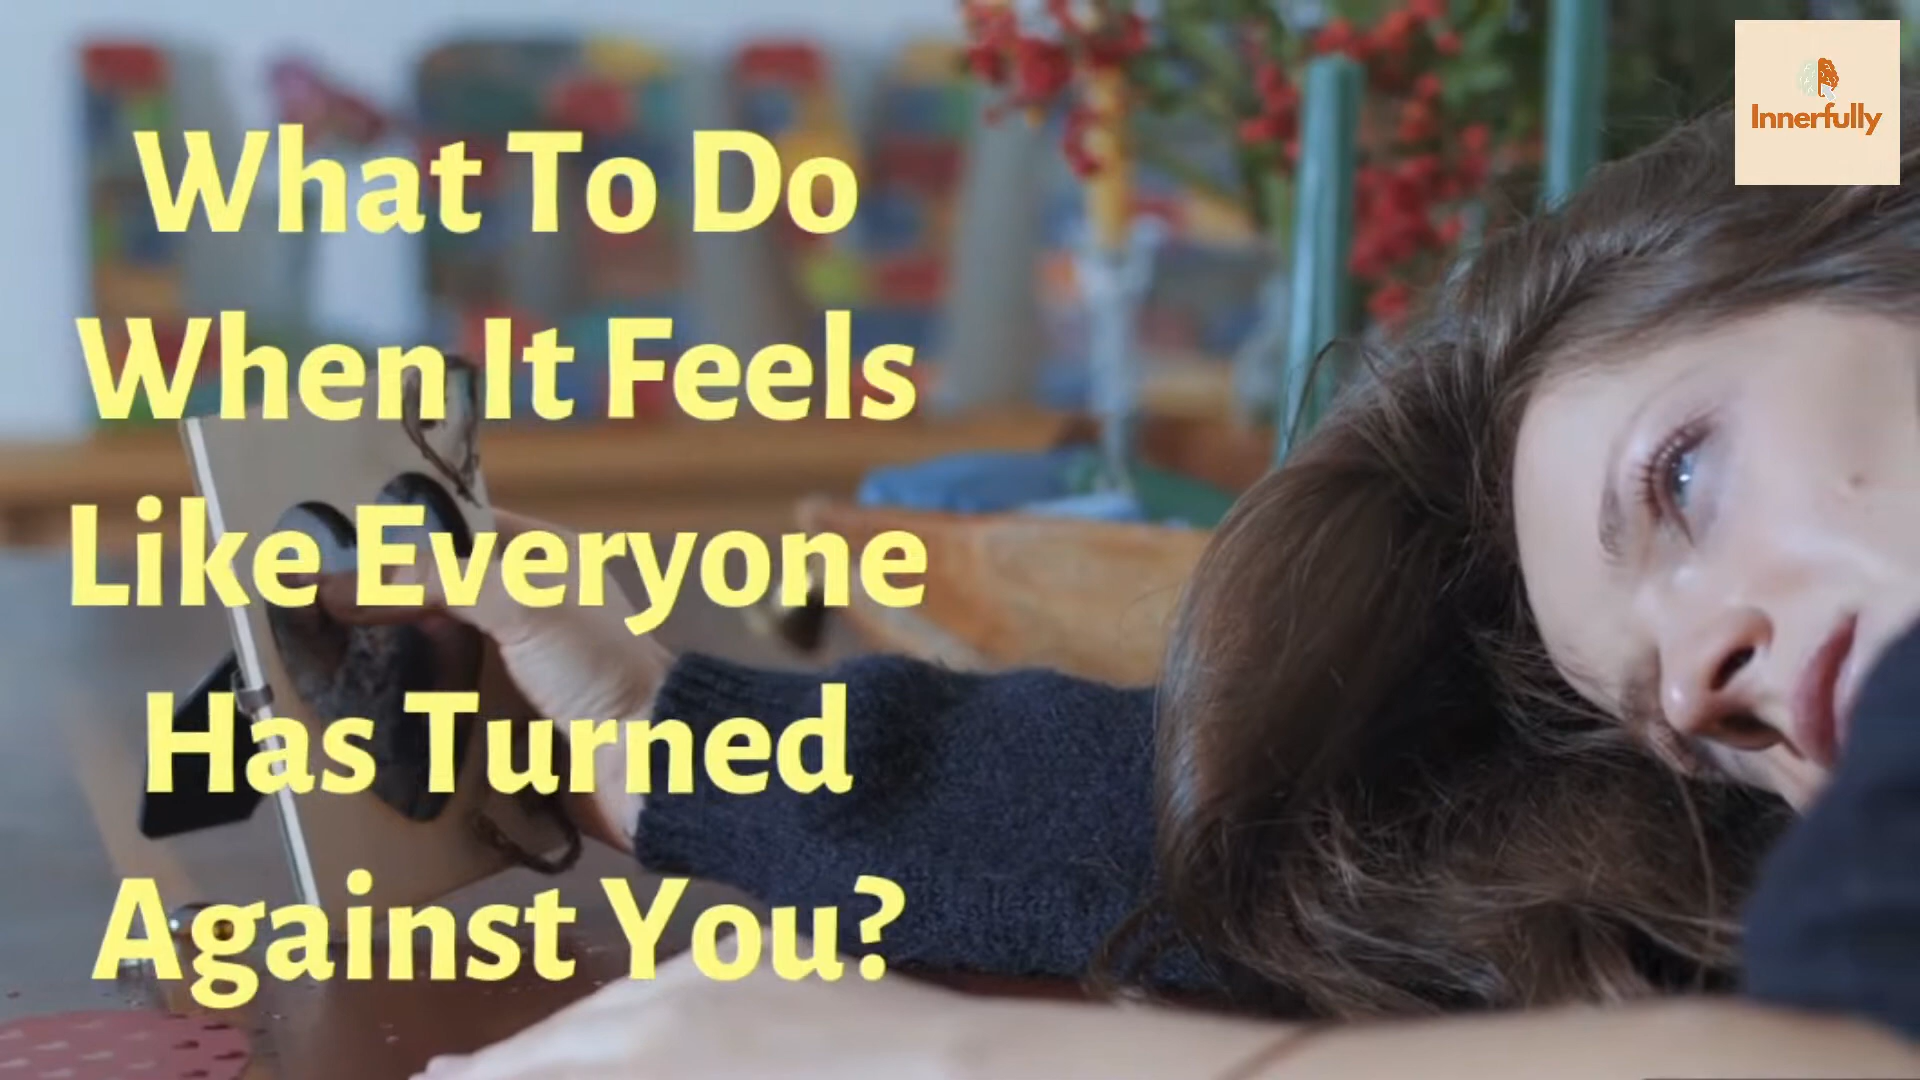 What To Do
When It Feels
Like Everyone
Has Turned
Against You?
Innerfully